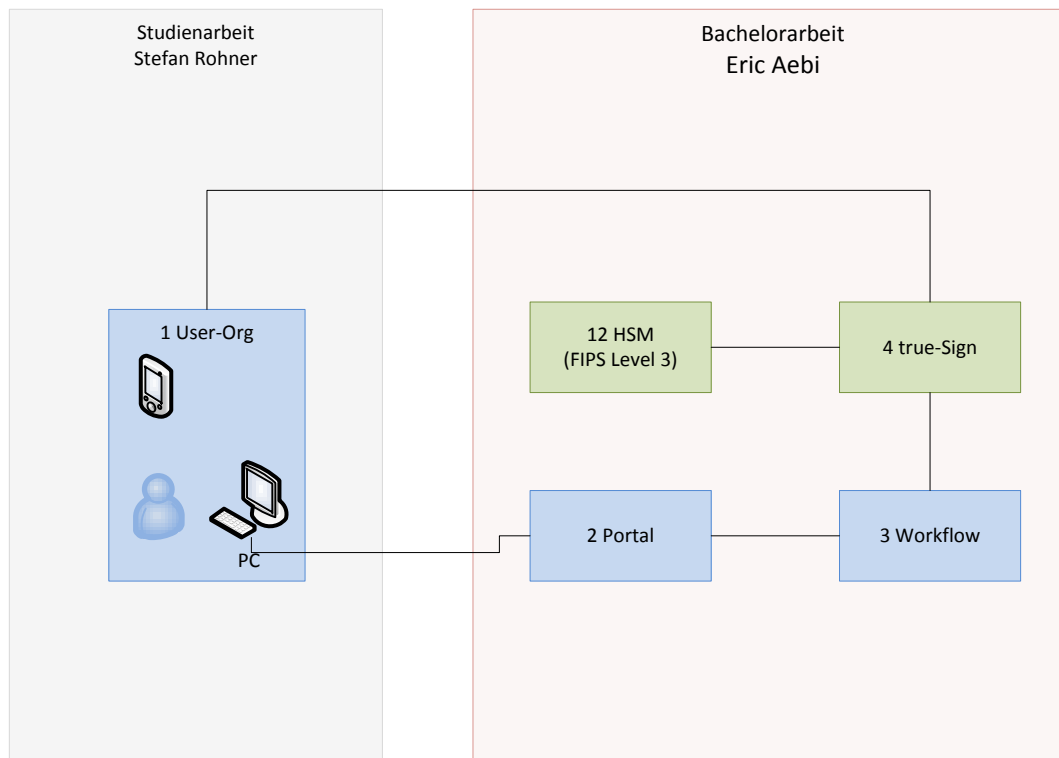 Studienarbeit
Stefan Rohner
Bachelorarbeit
Eric Aebi
1 User-Org
PC
12 HSM
(FIPS Level 3)
4 true-Sign
2 Portal
3 Workflow